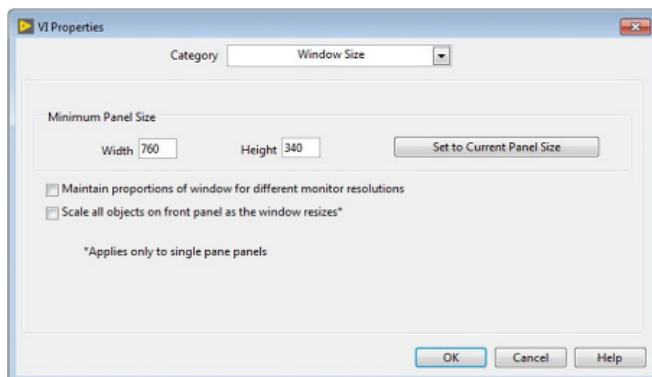 VI Properties
Category Window Size
Minimum Panel Size
Width 760 Height 340 Set to Current Panel Size
Maintain proportions of window for different monitor resolutions
Scale all objects on front panel as the window resizes*
*Applies only to single pane panels
OK Cancel Help